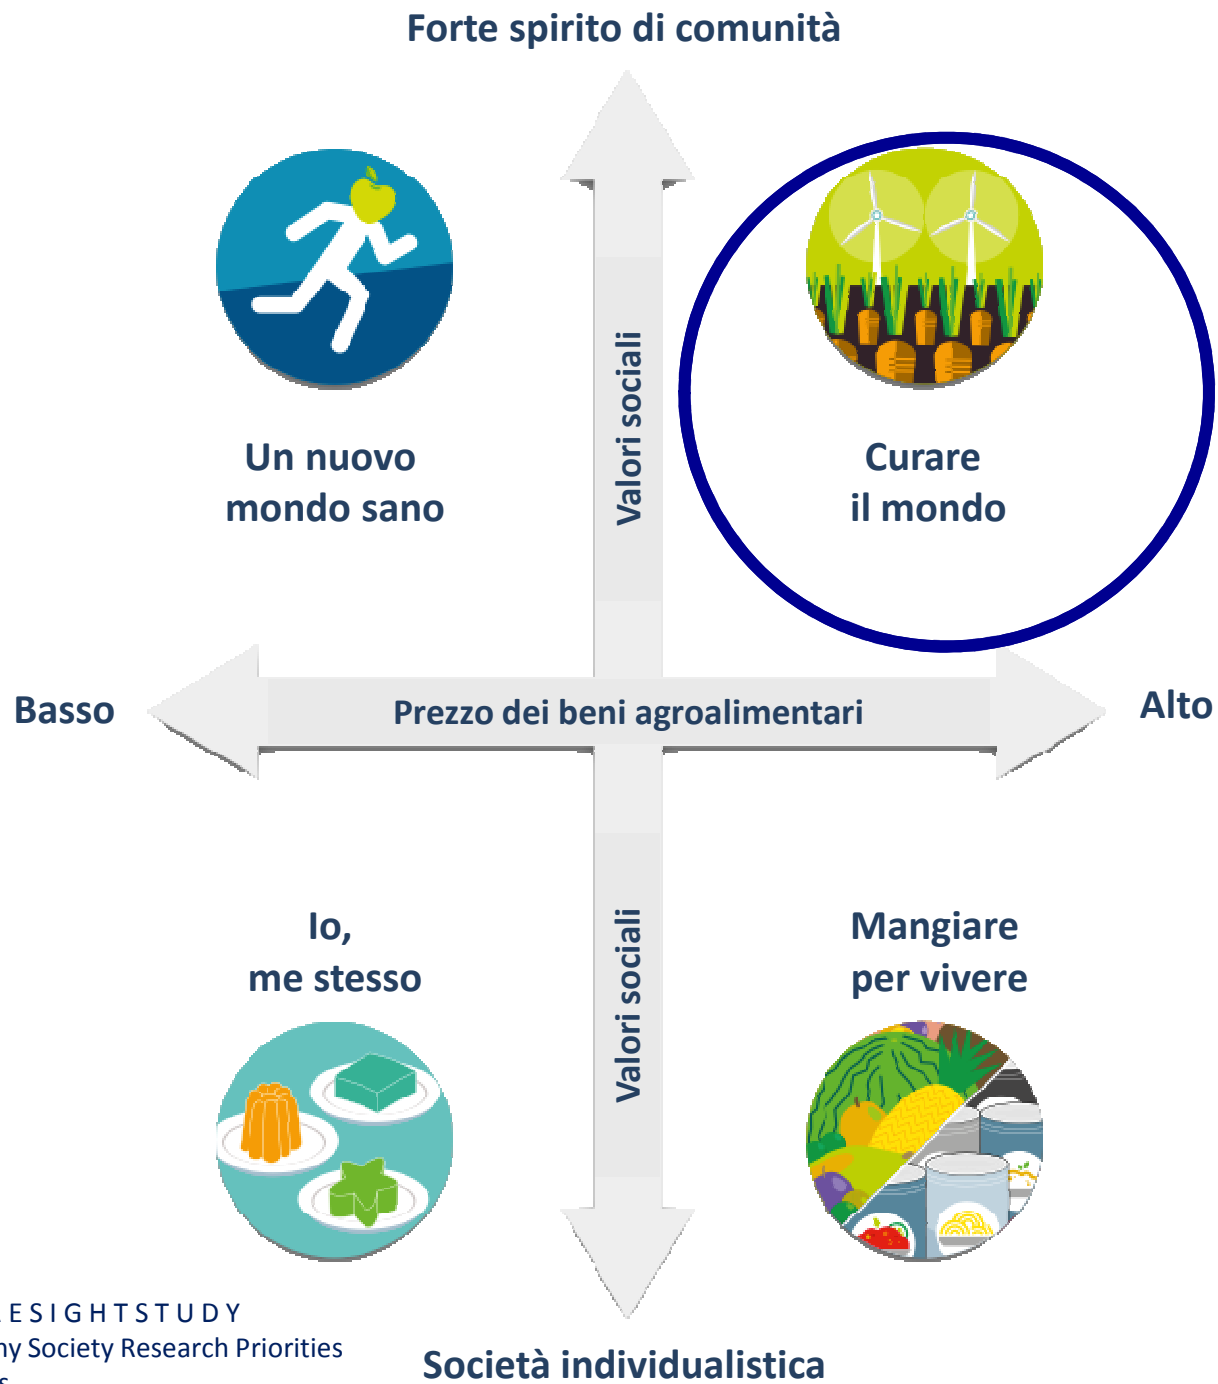 Forte spirito di comunità
Valori sociali
Un nuovo
mondo sano
Curare
il mondo
Basso
Prezzo dei beni agroalimentari
Alto
Io,
me stesso
Mangiare
per vivere
Valori sociali
E S I G H T S T U D Y
Society Research Priorities
Società individualistica